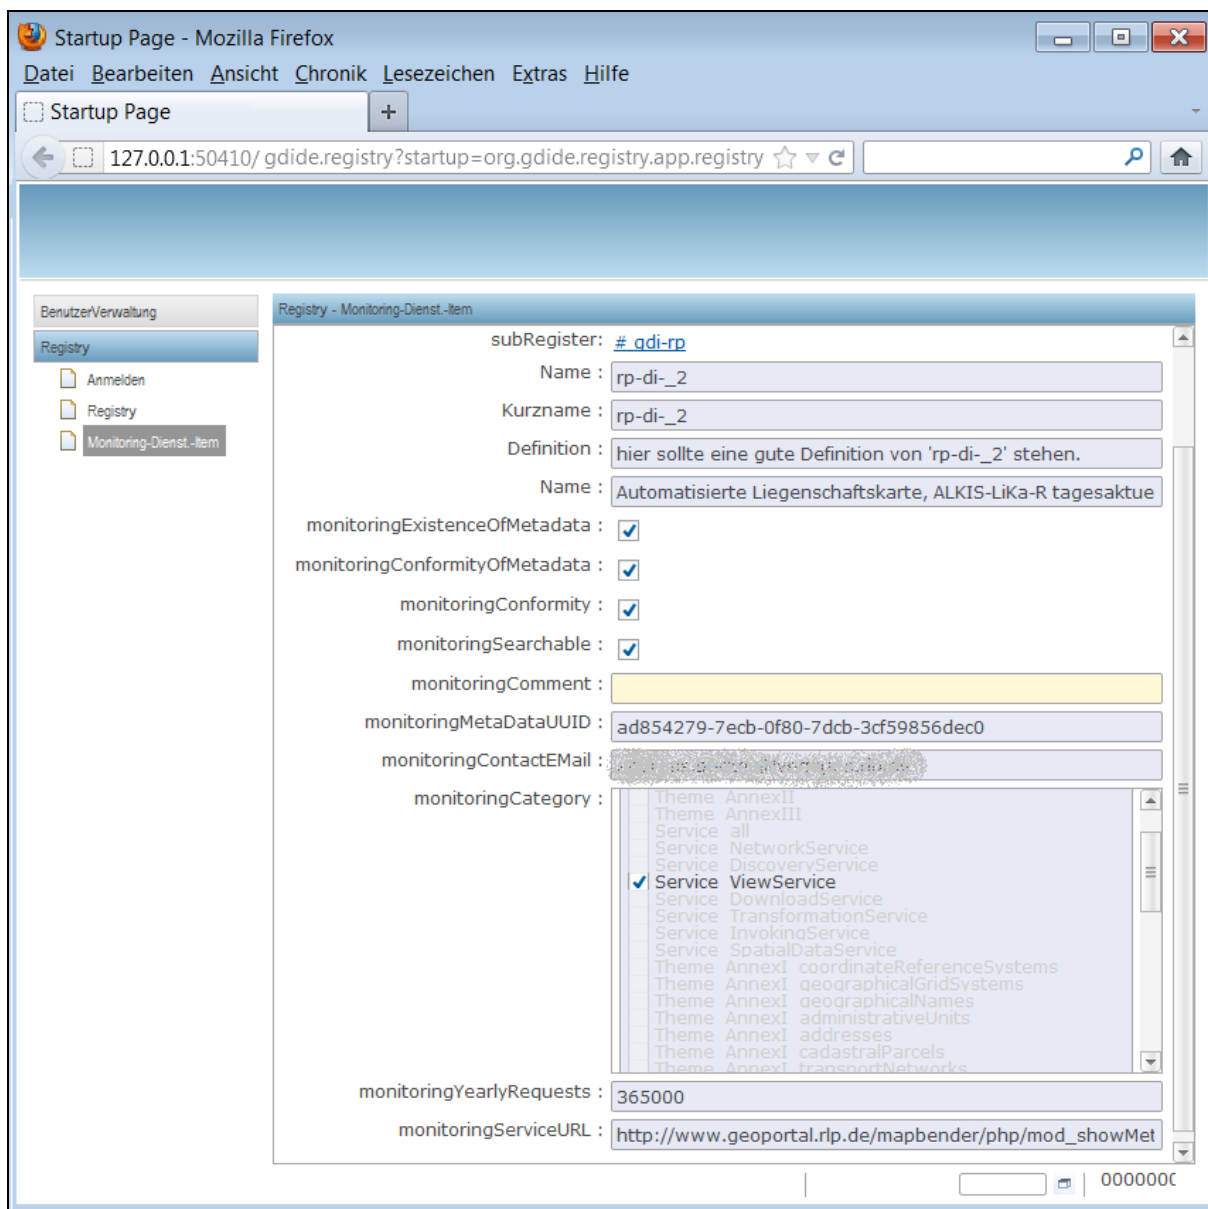 Startup Page - Mozilla Firefox
Datei Bearbeiten Ansicht Chronik Lesezeichen Extras Hilfe
Startup Page +
127.0.0.1:50410/ gdide.registry?startup=org.gdide.registry.app.registry
BenutzerVerwaltung
Registry
Anmelden
Registry
Monitoring-Dienst.-Item
Registry - Monitoring-Dienst.-Item
subRegister: # gdi-rp
Name : rp-di-_2
Kurzname : rp-di-_2
Definition : hier sollte eine gute Definition von 'rp-di-_2' stehen.
Name : Automatisierte Liegenschaftskarte, ALKIS-LiKa-R tagesaktue
monitoringExistenceOfMetadata :
monitoringConformityOfMetadata :
monitoringConformity :
monitoringSearchable :
monitoringComment :
monitoringMetaDataUUID : ad854279-7ecb-0f80-7dcb-3cf59856dec0
monitoringContactEMail :
monitoringCategory :
Theme AnnexII
Theme AnnexIII
Service all
Service NetworkService
Service DiscoveryService
Service ViewService
Service DownloadService
Service TransformationService
Service InvokingService
Service SpatialDataService
Theme AnnexI coordinateReferenceSystems
Theme AnnexI geographicalGridSystems
Theme AnnexI geographicalNames
Theme AnnexI administrativeUnits
Theme AnnexI addresses
Theme AnnexI cadastralParcels
Theme AnnexI transportNetworks
monitoringYearlyRequests : 365000
monitoringServiceURL : http://www.geoportal.rlp.de/mapbender/php/mod_showMet
0000000